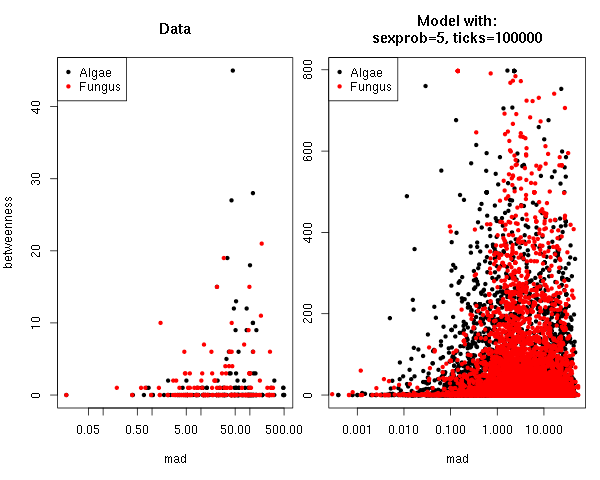 Data
Algae
Fungus
betweenness
40
30
20
10
0
0.05 0.50 5.00 50.00 500.00
mad
Model with:
sexprob=5, ticks=100000
Algae
Fungus
800
600
400
200
0
0.001 0.010 0.100 1.000 10.000
mad